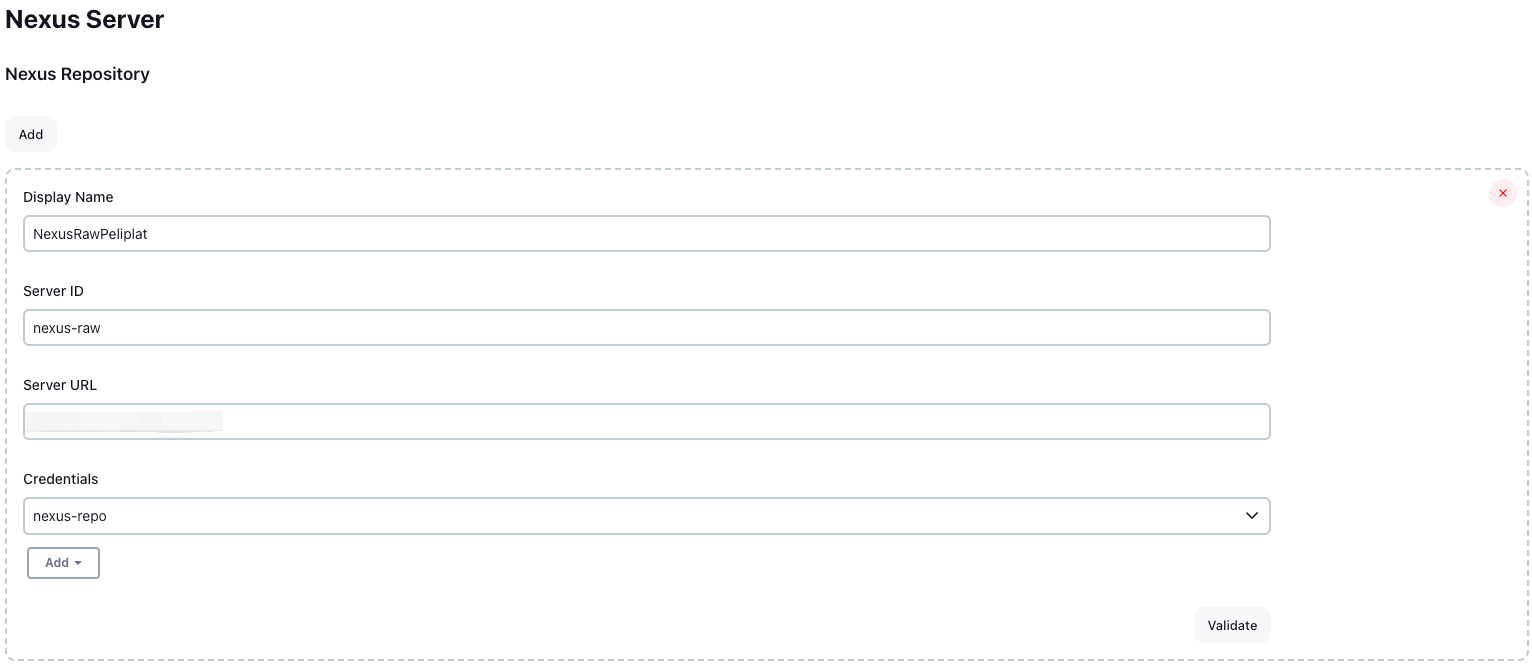 Nexus Server
Nexus Repository
Add
Display Name
NexusRawPeliplat
Server ID
nexus-raw
Server URL
Credentials
nexus-repo
Add
Validate